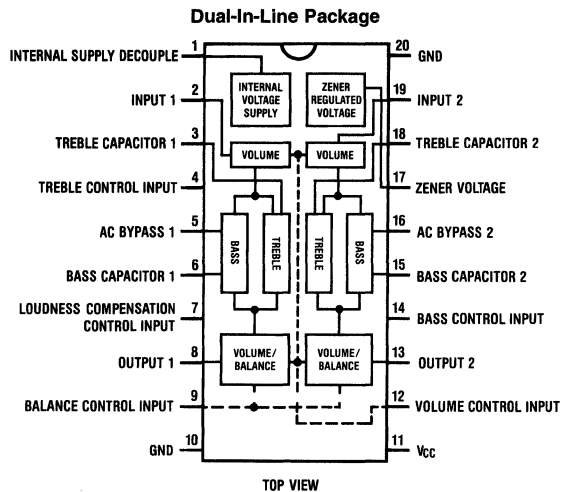 Dual-In-Line Package
1
INTERNAL SUPPLY DECOUPLE
20
GND
INTERNAL
VOLTAGE
SUPPLY
ZENER
REGULATED
VOLTAGE
2
INPUT 1
19
INPUT 2
3
TREBLE CAPACITOR 1
18
TREBLE CAPACITOR 2
VOLUME
VOLUME
4
TREBLE CONTROL INPUT
17
ZENER VOLTAGE
5
AC BYPASS 1
16
AC BYPASS 2
BASS
TREBLE
TREBLE
BASS
6
BASS CAPACITOR 1
15
BASS CAPACITOR 2
7
LOUDNESS COMPENSATION
CONTROL INPUT
14
BASS CONTROL INPUT
8
OUTPUT 1
VOLUME/
BALANCE
VOLUME/
BALANCE
13
OUTPUT 2
9
BALANCE CONTROL INPUT
12
VOLUME CONTROL INPUT
10
GND
11
VCC
TOP VIEW